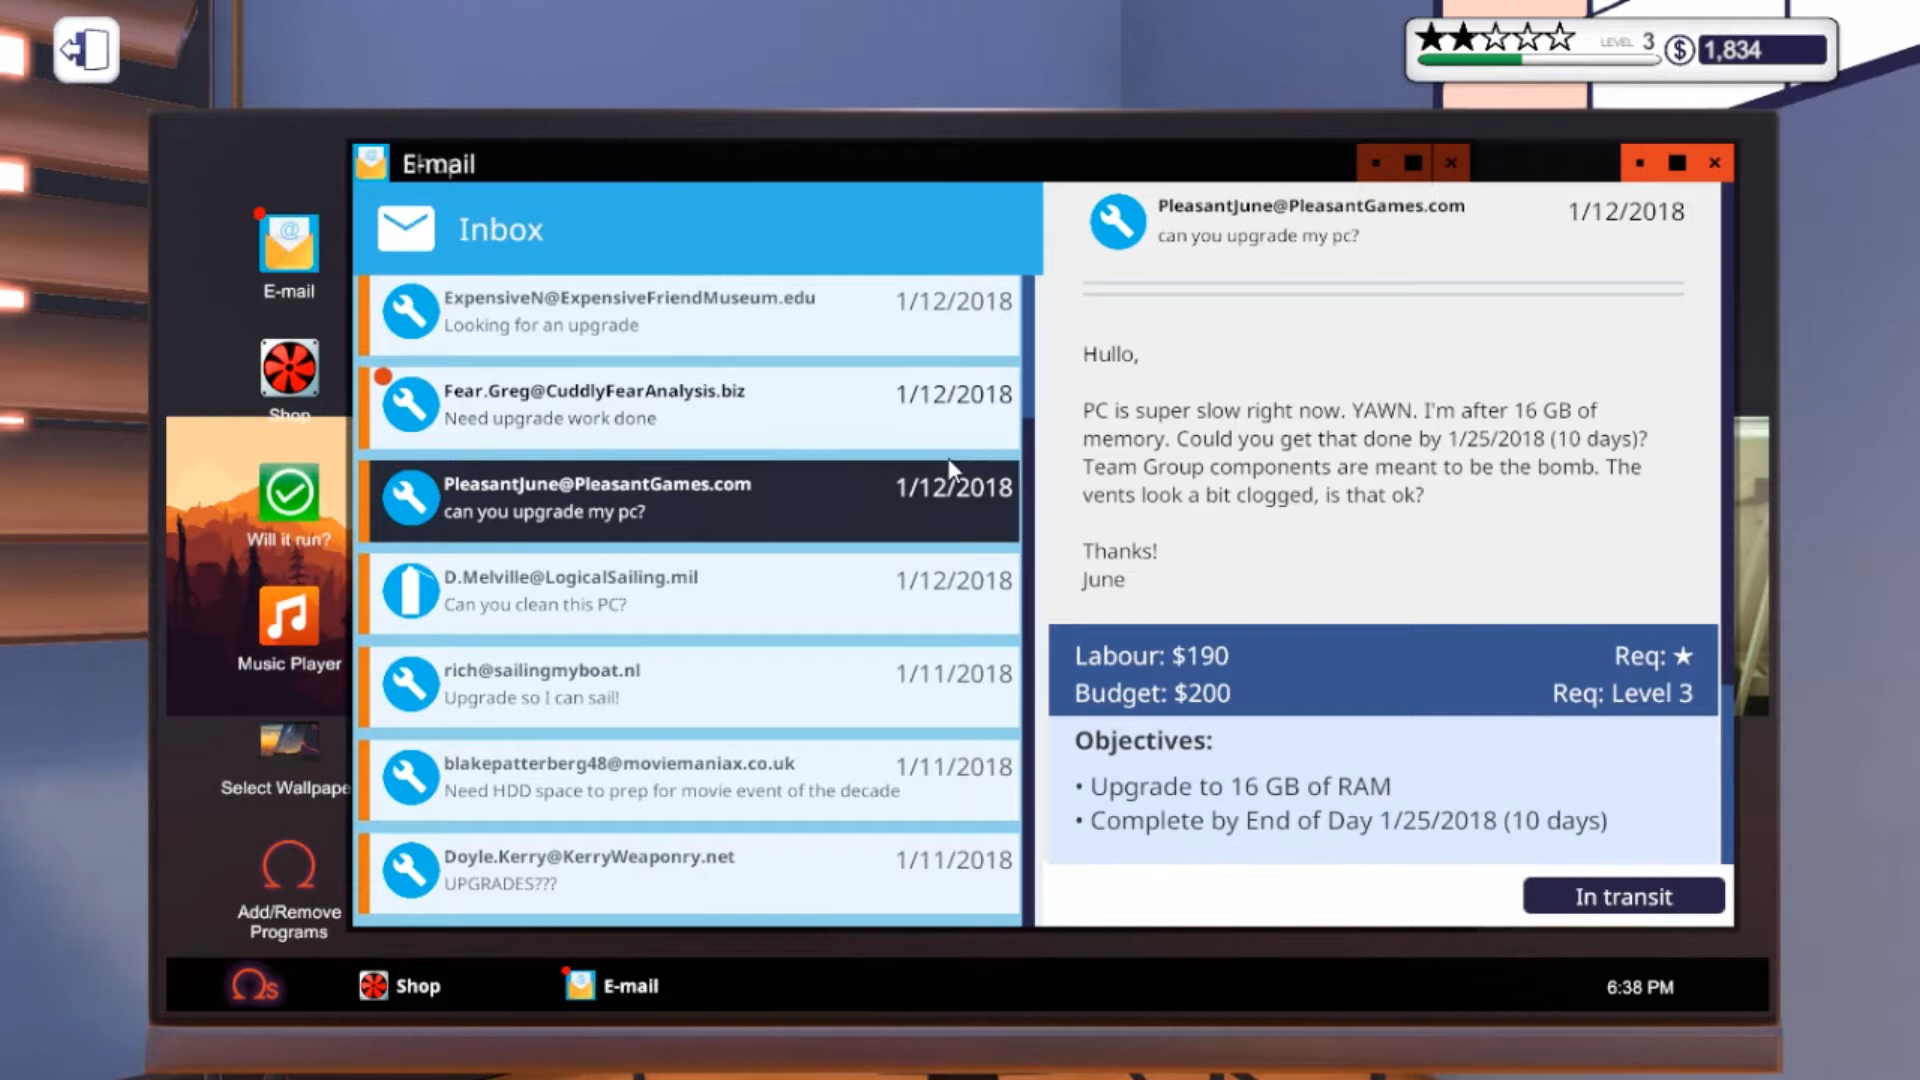 LEVEL 3
$ 1,834
E-mail
E-mail
Shop
Will it run?
Music Player
Select Wallpape
Add/Remove
Programs
Inbox
ExpensiveN@ExpensiveFriendMuseum.edu 1/12/2018
Looking for an upgrade
Fear.Greg@CuddlyFearAnalysis.biz 1/12/2018
Need upgrade work done
PleasantJune@PleasantGames.com 1/12/2018
can you upgrade my pc?
D.Melville@LogicalSailing.mil 1/12/2018
Can you clean this PC?
rich@sailingmyboat.nl 1/11/2018
Upgrade so I can sail!
blakepatterberg48@moviemaniax.co.uk 1/11/2018
Need HDD space to prep for movie event of the decade
Doyle.Kerry@KerryWeaponry.net 1/11/2018
UPGRADES???
PleasantJune@PleasantGames.com 1/12/2018
can you upgrade my pc?
Hullo,
PC is super slow right now. YAWN. I'm after 16 GB of
memory. Could you get that done by 1/25/2018 (10 days)?
Team Group components are meant to be the bomb. The
vents look a bit clogged, is that ok?
Thanks!
June
Labour: $190 Req: ★
Budget: $200 Req: Level 3
Objectives:
• Upgrade to 16 GB of RAM
• Complete by End of Day 1/25/2018 (10 days)
In transit
Ωs Shop E-mail 6:38 PM